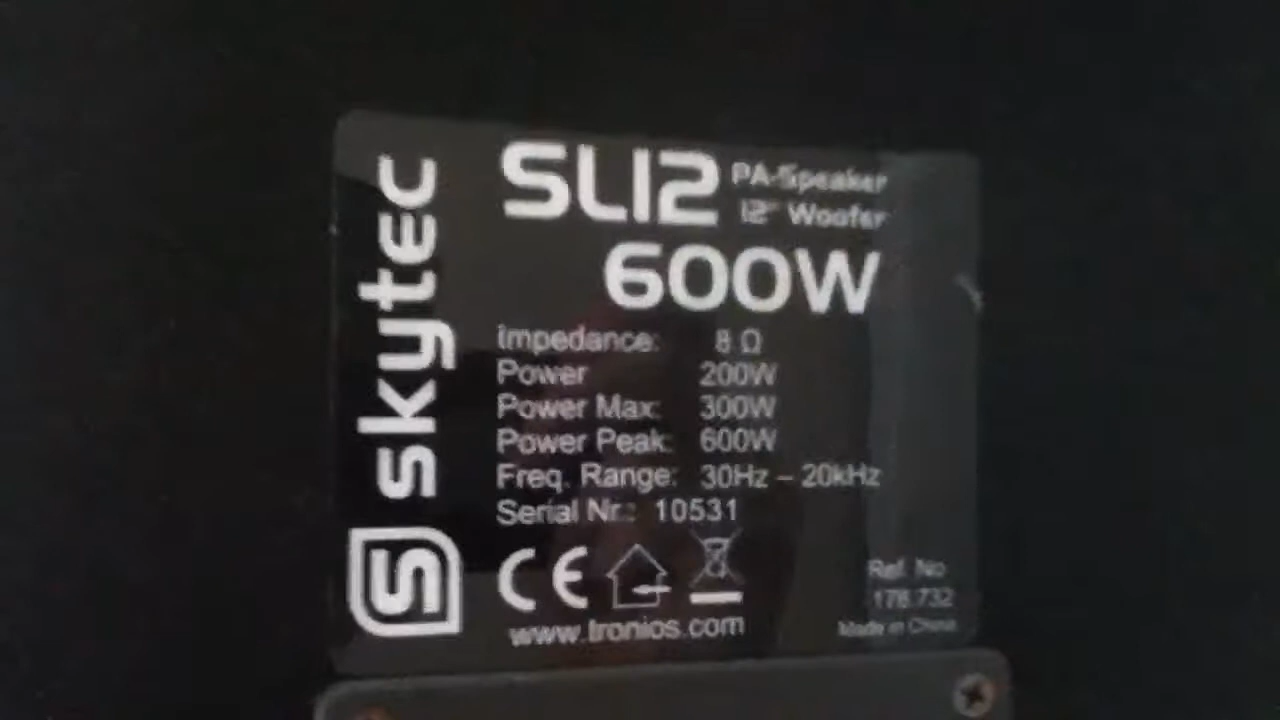 skytec
SL12 PA-Speaker
12" Woofer
600W
Impedance: 8 Ω
Power 200W
Power Max: 300W
Power Peak: 600W
Freq. Range: 30Hz – 20kHz
Serial Nr.: 10531
CE
www.tronios.com
Ref. No
178.732
Made in China